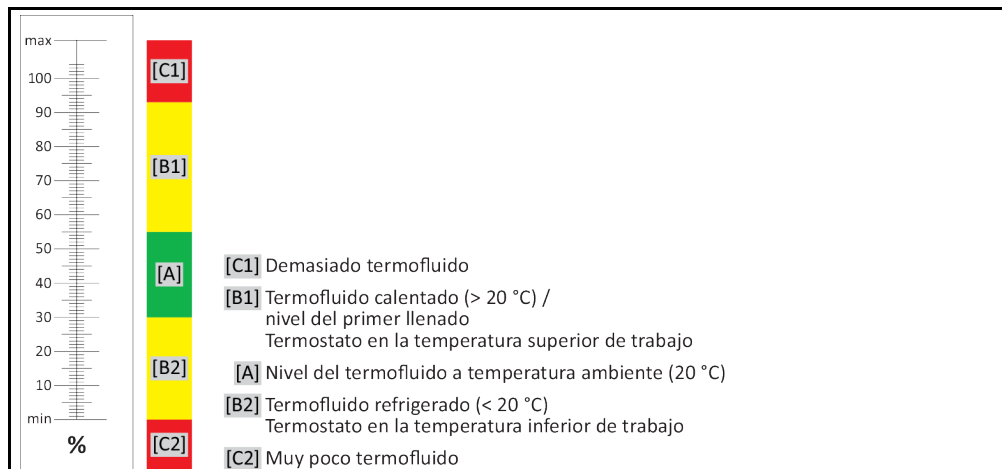 max
100
90
80
70
60
50
40
30
20
10
min
%
[C1]
[B1]
[A]
[B2]
[C2]
[C1] Demasiado termofluido
[B1] Termofluido calentado (> 20 °C) /
nivel del primer llenado
Termostato en la temperatura superior de trabajo
[A] Nivel del termofluido a temperatura ambiente (20 °C)
[B2] Termofluido refrigerado (< 20 °C)
Termostato en la temperatura inferior de trabajo
[C2] Muy poco termofluido